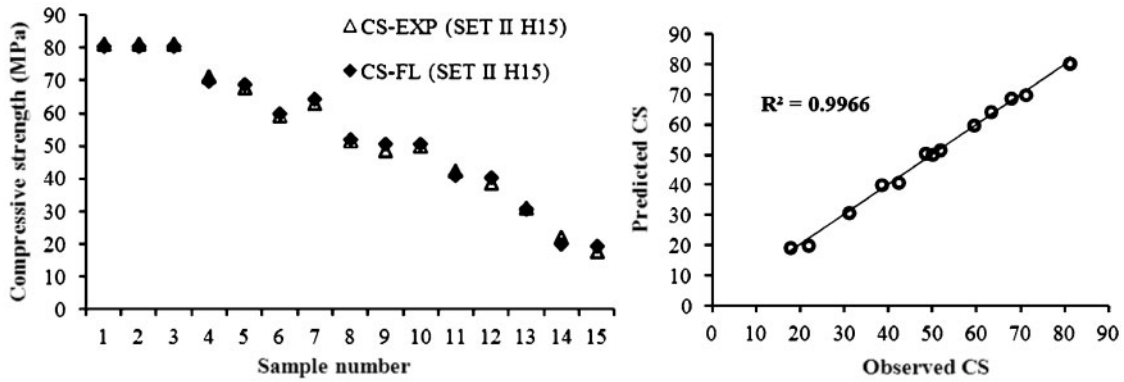 90
80
70
60
50
40
30
20
10
0
Compressive strength (MPa)
CS-EXP (SET II H15)
CS-FL (SET II H15)
1 2 3 4 5 6 7 8 9 10 11 12 13 14 15
Sample number
90
80
70
60
50
40
30
20
10
0
Predicted CS
R² = 0.9966
0 10 20 30 40 50 60 70 80 90
Observed CS